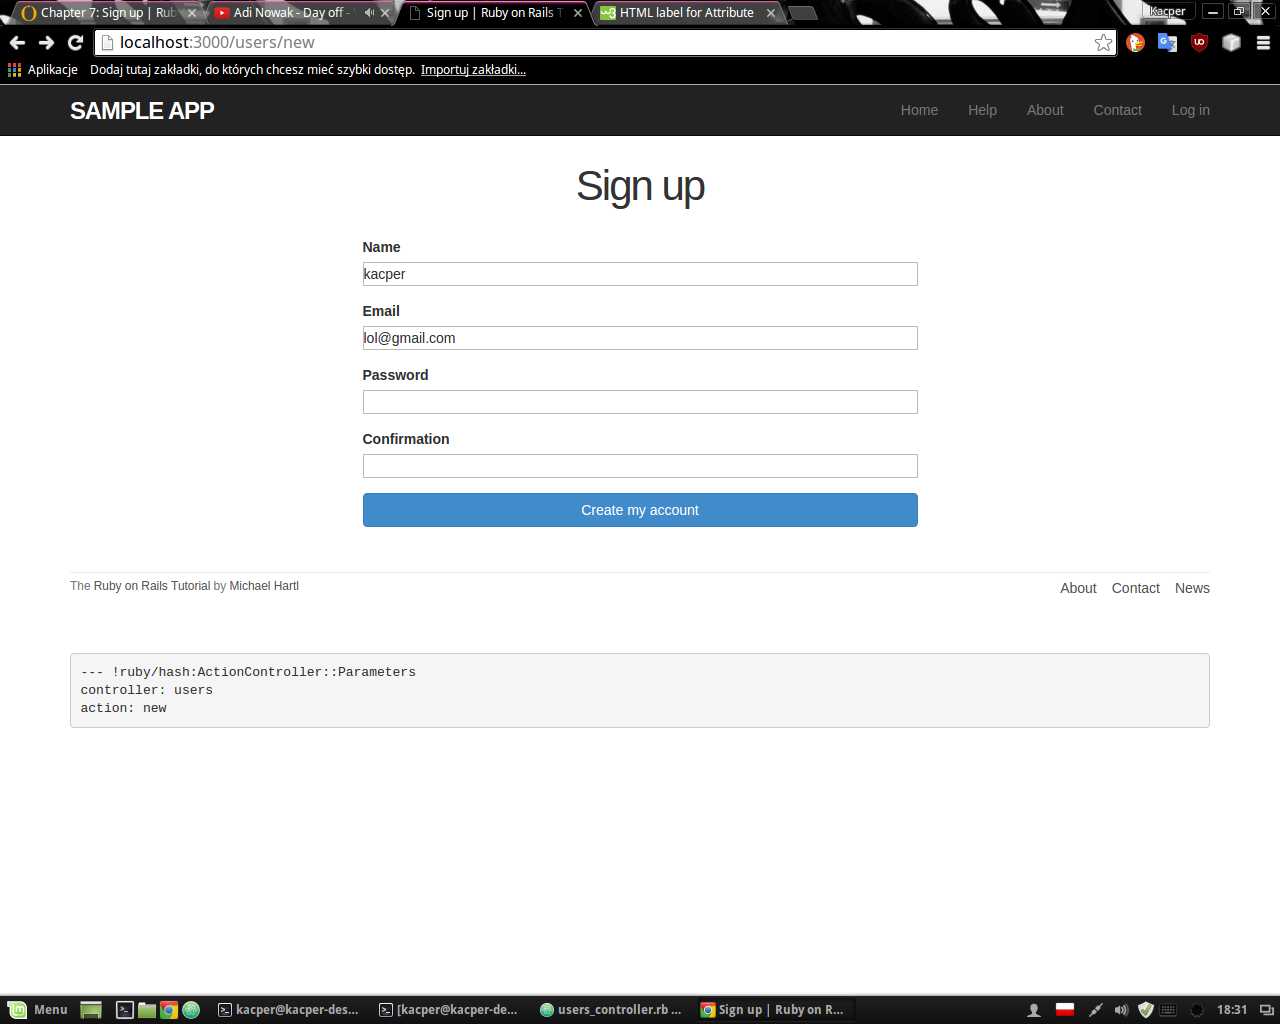 Chapter 7: Sign up | Rub
Adi Nowak - Day off -
Sign up | Ruby on Rails T
HTML label for Attribute
Kacper
localhost:3000/users/new
Aplikacje Dodaj tutaj zakładki, do których chcesz mieć szybki dostęp. Importuj zakładki...
SAMPLE APP
Home Help About Contact Log in
Sign up
Name
kacper
Email
lol@gmail.com
Password
Confirmation
Create my account
The Ruby on Rails Tutorial by Michael Hartl
About Contact News
--- !ruby/hash:ActionController::Parameters
controller: users
action: new
Menu
kacper@kacper-des...
[kacper@kacper-de...
users_controller.rb ...
Sign up | Ruby on R...
18:31